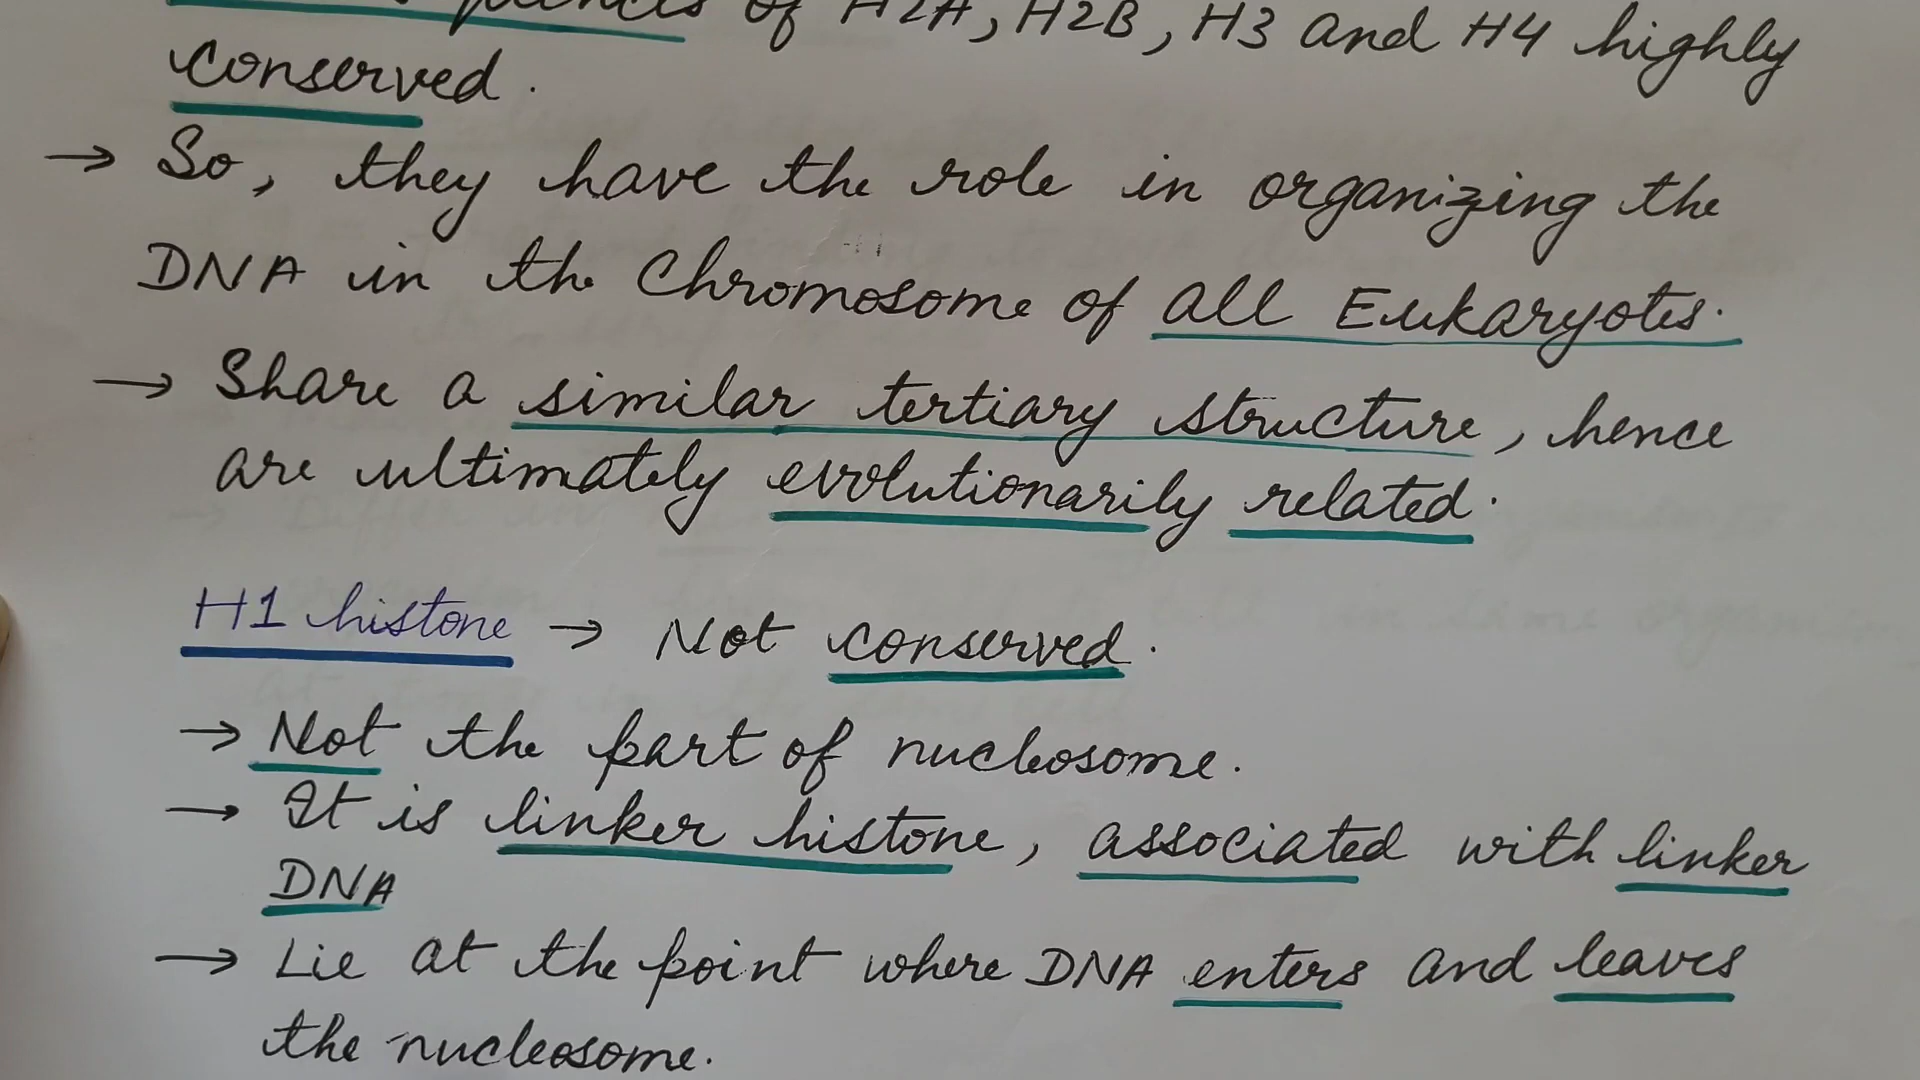 of H2A, H2B, H3 and H4 highly
conserved.
→ So, they have the role in organizing the
DNA in the Chromosome of all Eukaryotes.
→ Share a similar tertiary structure, hence
are ultimately evolutionarily related.
H1 histone → Not conserved.
→ Not the part of nucleosome.
→ It is linker histone, associated with linker
DNA
→ Lie at the point where DNA enters and leaves
the nucleosome.